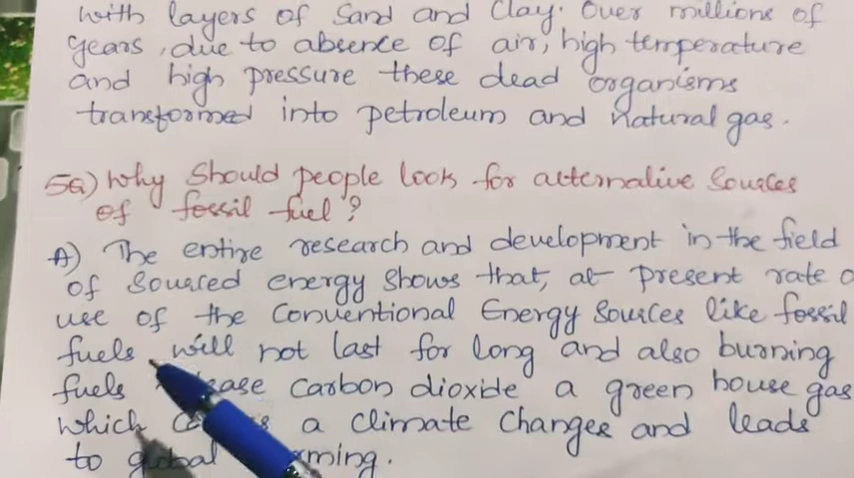 with layers of Sand and Clay. Over millions of
years, due to absence of air, high temperature
and high pressure these dead organisms
transformed into petroleum and natural gas.
5Q) Why should people look for alternative Sources
of fossil fuel?
A) The entire research and development in the field
of Sourced energy shows that, at present rate
use of the Conventional Energy Sources like fossil
fuels will not last for long and also burning
fuels carbon dioxide a green house gas
which a climate changes and leads
to